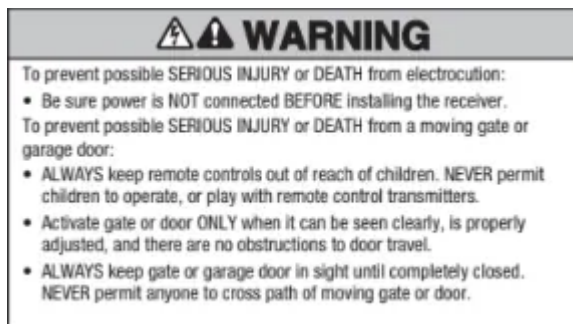 WARNING
To prevent possible SERIOUS INJURY or DEATH from electrocution:
• Be sure power is NOT connected BEFORE installing the receiver.
To prevent possible SERIOUS INJURY or DEATH from a moving gate or
garage door:
• ALWAYS keep remote controls out of reach of children. NEVER permit
children to operate, or play with remote control transmitters.
• Activate gate or door ONLY when it can be seen clearly, is properly
adjusted, and there are no obstructions to door travel.
• ALWAYS keep gate or garage door in sight until completely closed.
NEVER permit anyone to cross path of moving gate or door.